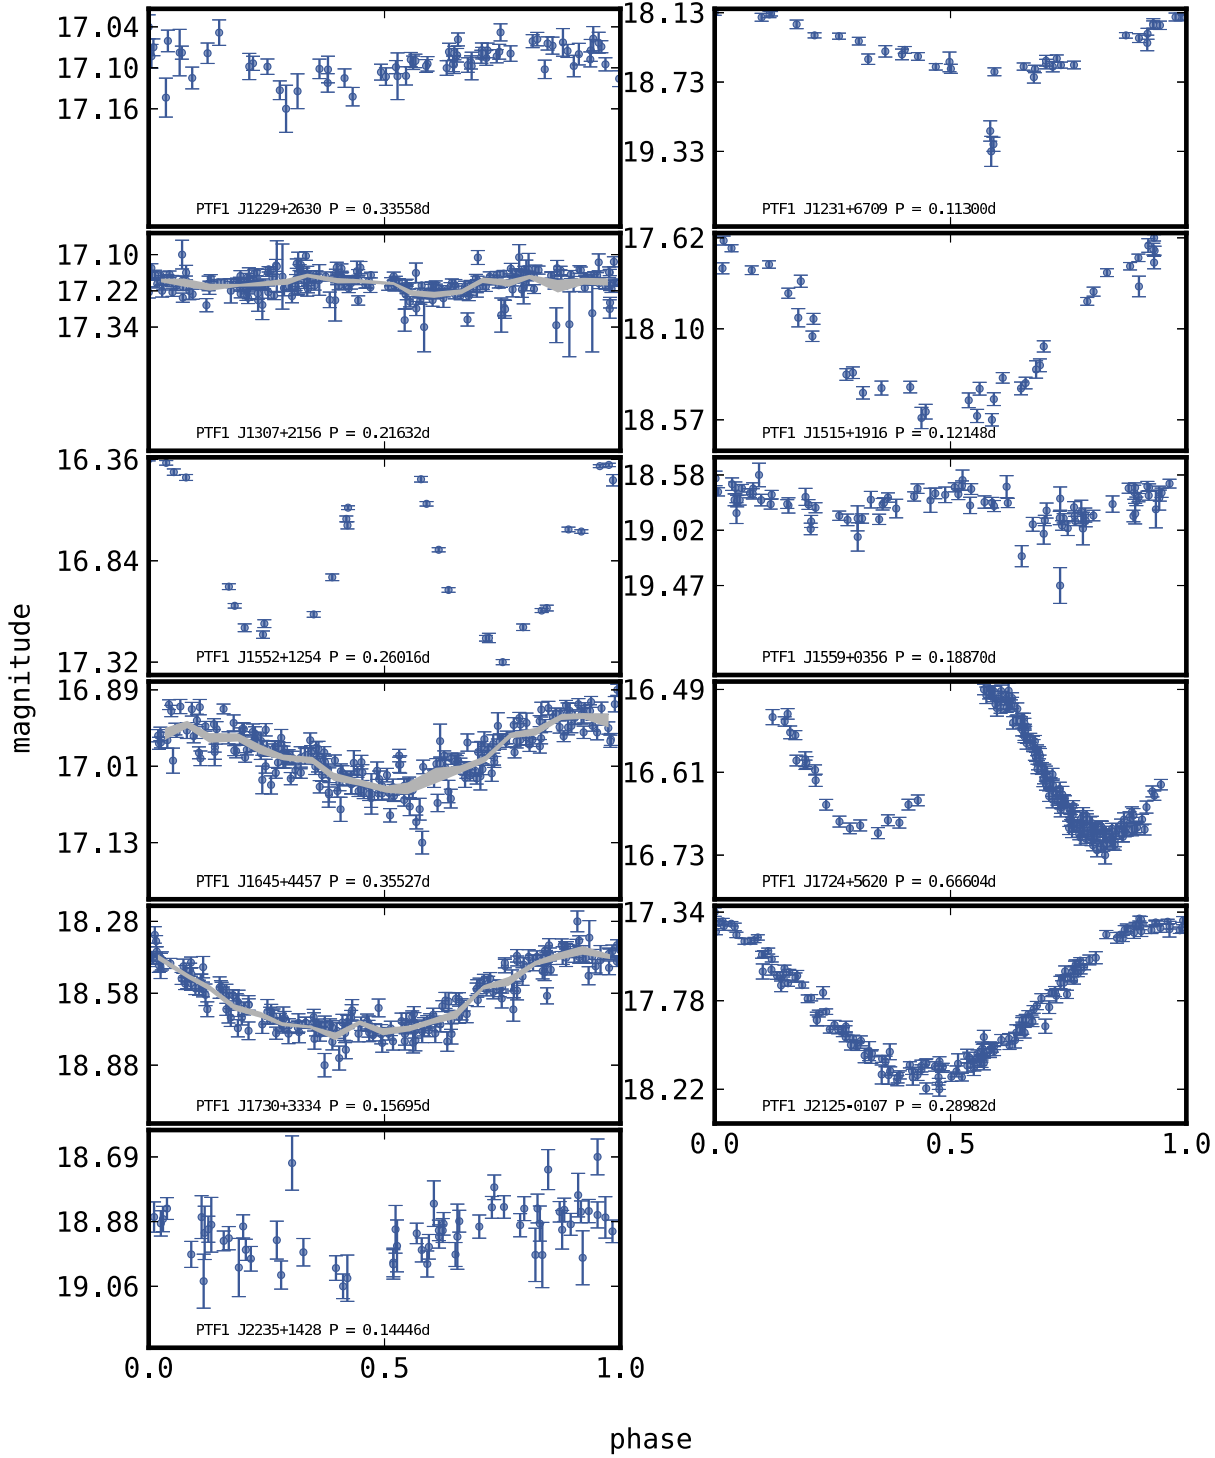 17.04
17.10
17.16
PTF1 J1229+2630 P = 0.33558d
18.13
18.73
19.33
PTF1 J1231+6709 P = 0.11300d
17.10
17.22
17.34
PTF1 J1307+2156 P = 0.21632d
17.62
18.10
18.57
PTF1 J1515+1916 P = 0.12148d
16.36
16.84
17.32
PTF1 J1552+1254 P = 0.26016d
18.58
19.02
19.47
PTF1 J1559+0356 P = 0.18870d
16.89
17.01
17.13
PTF1 J1645+4457 P = 0.35527d
16.49
16.61
16.73
PTF1 J1724+5620 P = 0.66604d
18.28
18.58
18.88
PTF1 J1730+3334 P = 0.15695d
17.34
17.78
18.22
PTF1 J2125-0107 P = 0.28982d
0.0 0.5 1.0
18.69
18.88
19.06
PTF1 J2235+1428 P = 0.14446d
0.0 0.5 1.0
magnitude
phase